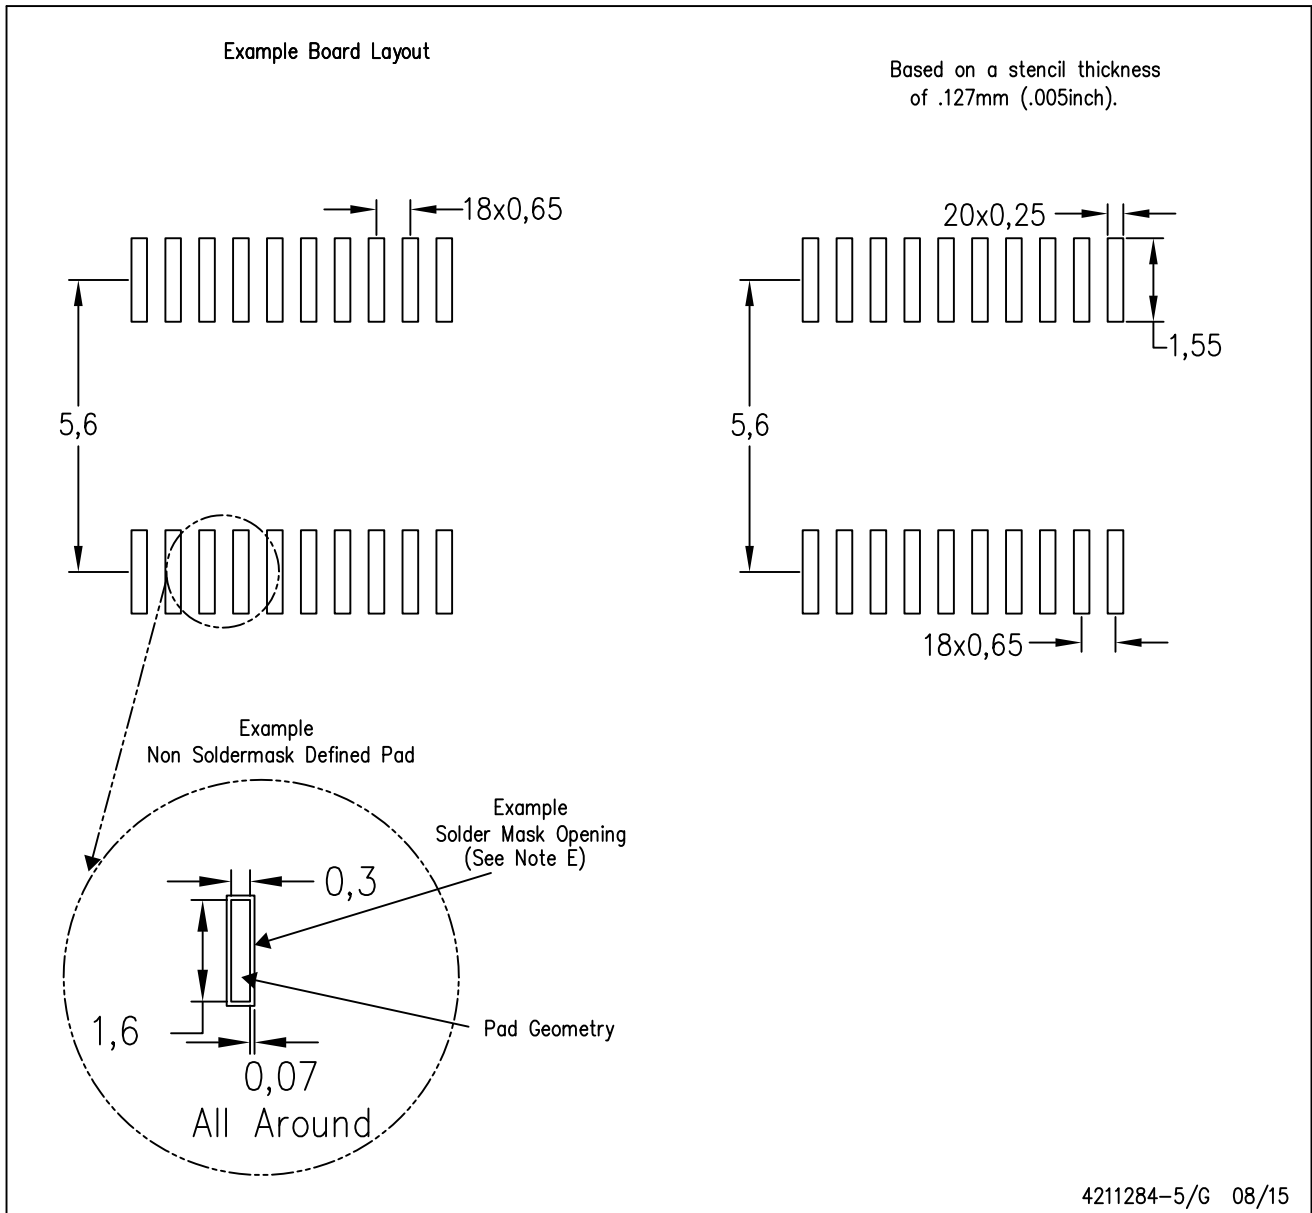 Example Board Layout
Based on a stencil thickness
of .127mm (.005inch).
18x0,65
20x0,25
1,55
5,6
5,6
18x0,65
Example
Non Soldermask Defined Pad
Example
Solder Mask Opening
(See Note E)
0,3
1,6
Pad Geometry
0,07
All Around
4211284-5/G 08/15